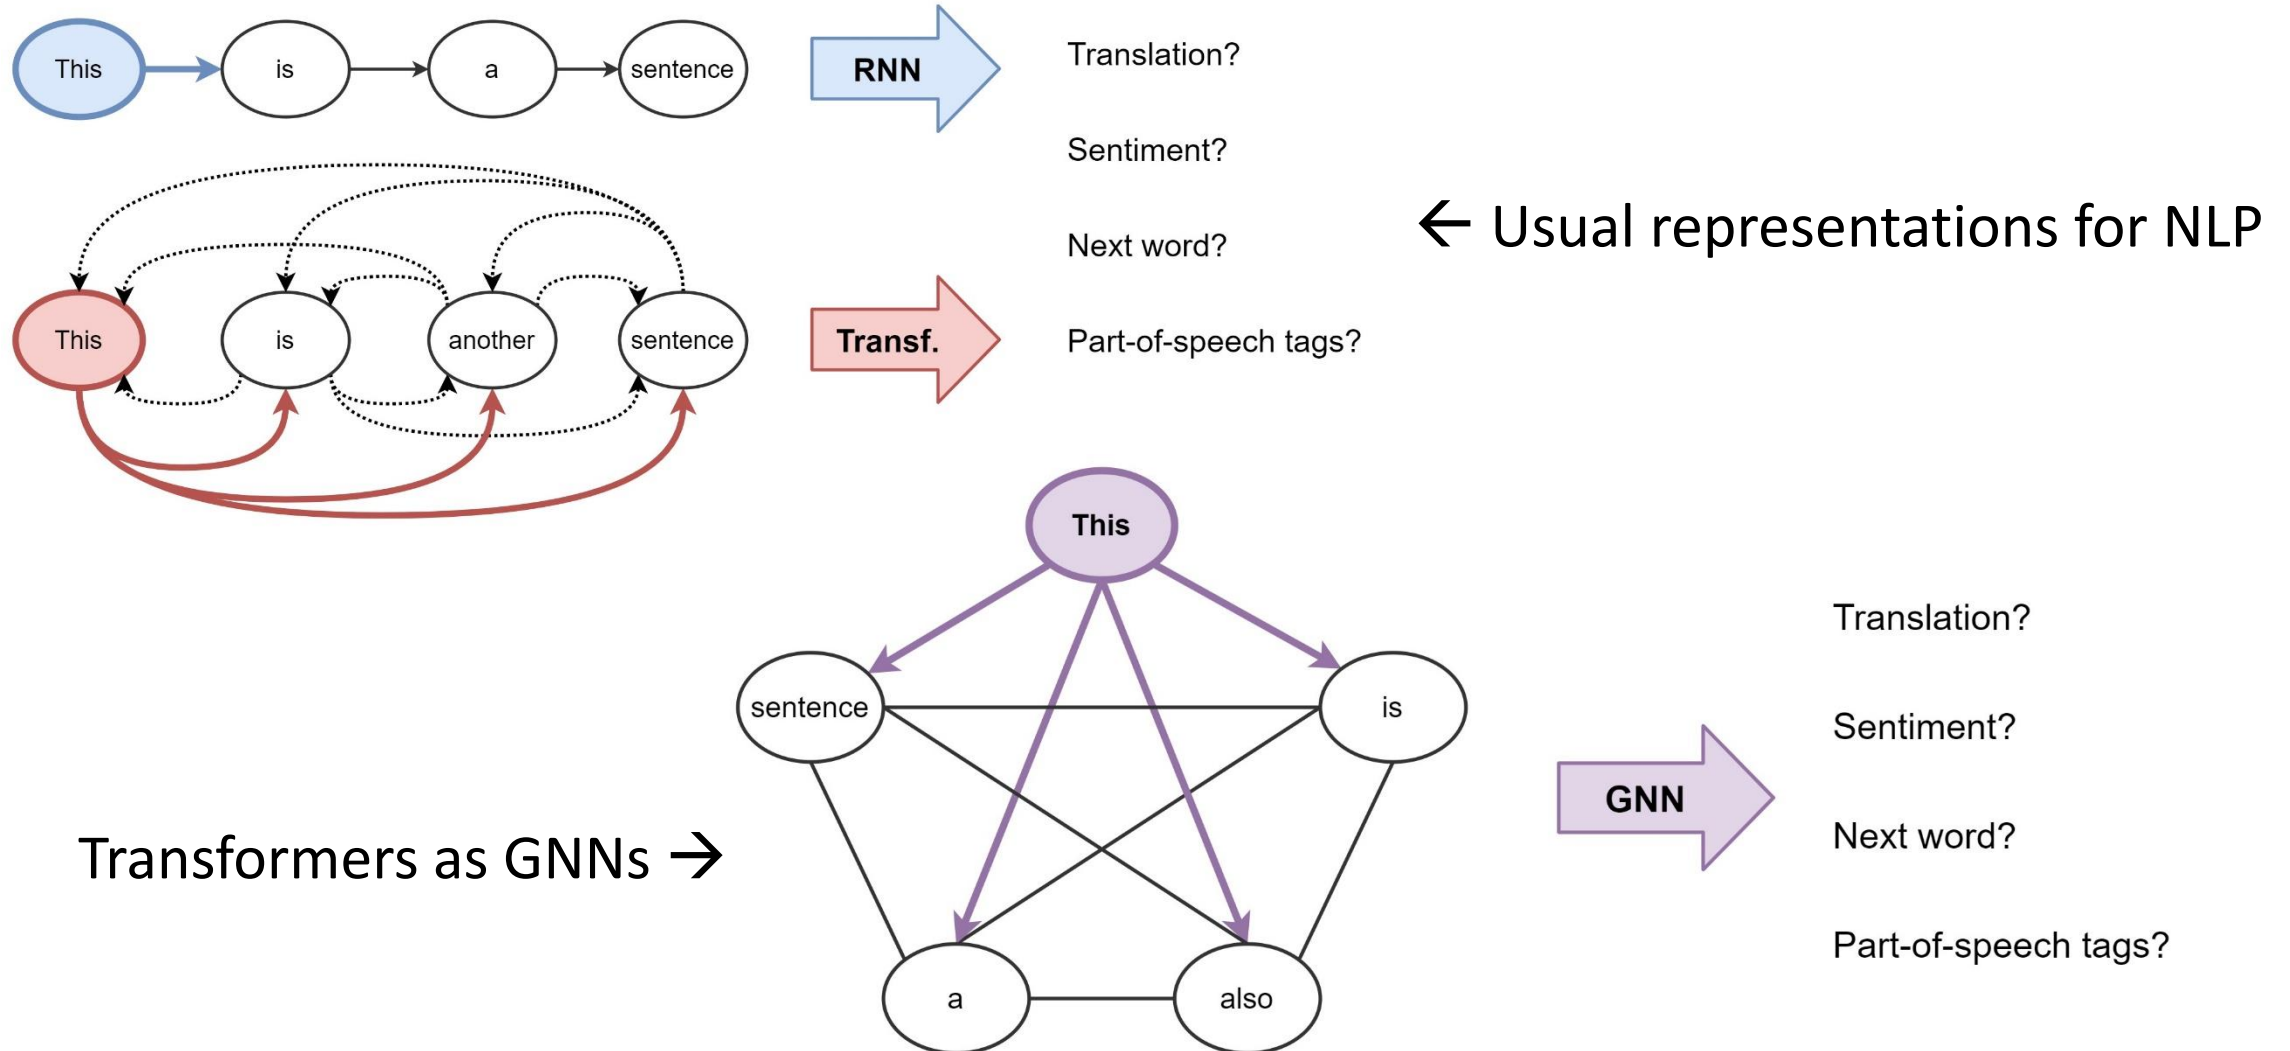 This
is
a
sentence
RNN
Translation?
Sentiment?
← Usual representations for NLP
Next word?
This
is
another
sentence
Transf.
Part-of-speech tags?
This
sentence
is
a
also
Transformers as GNNs →
GNN
Translation?
Sentiment?
Next word?
Part-of-speech tags?